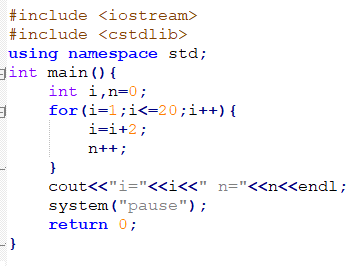 #include <iostream>
#include <cstdlib>
using namespace std;
int main(){
    int i,n=0;
    for(i=1;i<=20;i++){
        i=i+2;
        n++;
    }
    cout<<"i="<<i<<" n="<<n<<endl;
    system("pause");
    return 0;
}